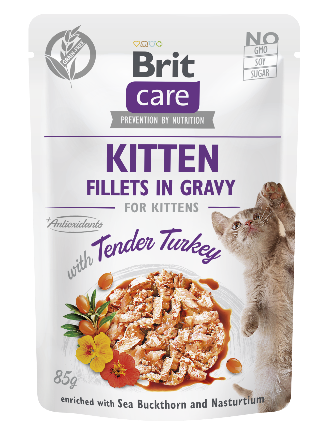 GRAIN FREE
NO
GMO
SOY
SUGAR
Brit
care
PREVENTION BY NUTRITION
KITTEN
FILLETS IN GRAVY
FOR KITTENS
+Antioxidants
with Tender Turkey
85g
enriched with Sea Buckthorn and Nasturtium